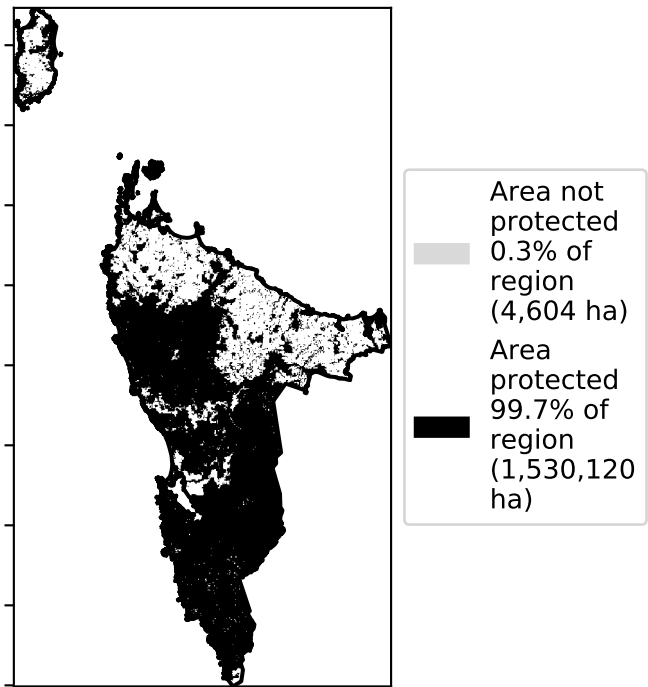 Area not
protected
0.3% of
region
(4,604 ha)
Area
protected
99.7% of
region
(1,530,120
ha)